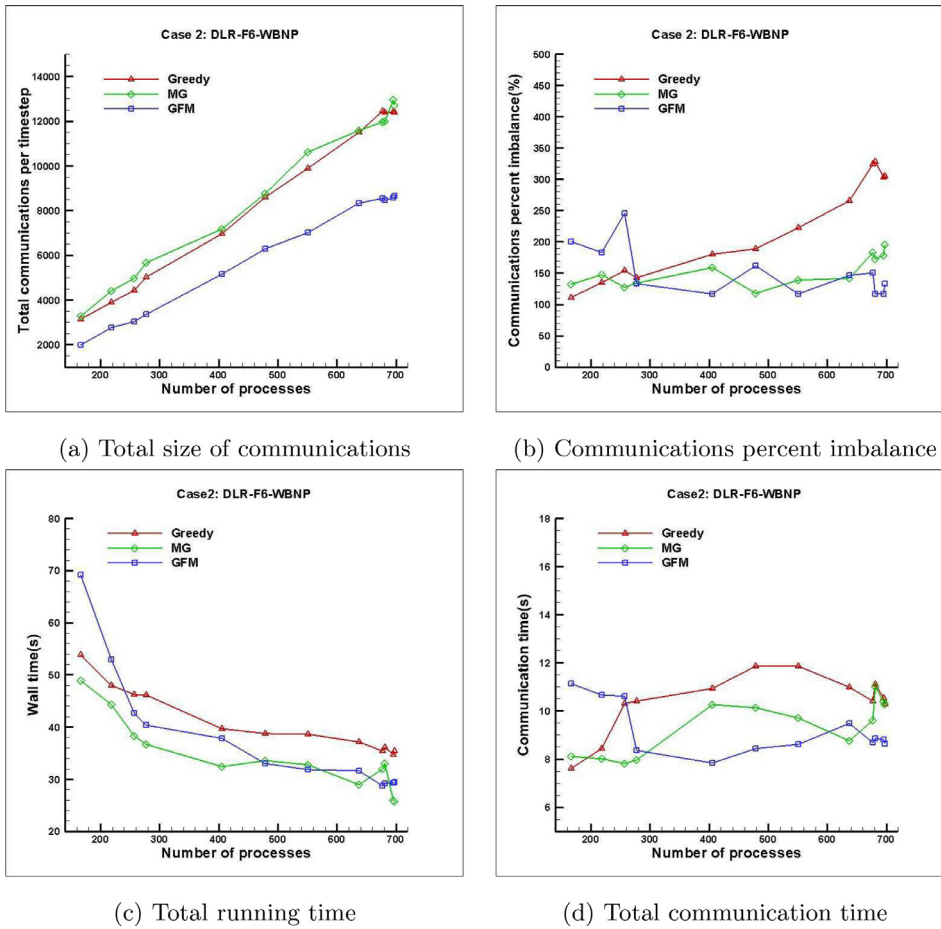 Case 2: DLR-F6-WBNP
Total communications per timestep
14000
12000
10000
8000
6000
4000
2000
Greedy
MG
GFM
200 300 400 500 600 700
Number of processes
(a) Total size of communications
Case 2: DLR-F6-WBNP
Communications percent imbalance(%)
500
450
400
350
300
250
200
150
100
50
0
Greedy
MG
GFM
200 300 400 500 600 700
Number of processes
(b) Communications percent imbalance
Case2: DLR-F6-WBNP
Wall time(s)
80
70
60
50
40
30
20
Greedy
MG
GFM
200 300 400 500 600 700
Number of processes
(c) Total running time
Case2: DLR-F6-WBNP
Communication time(s)
18
16
14
12
10
8
6
Greedy
MG
GFM
200 300 400 500 600 700
Number of processes
(d) Total communication time